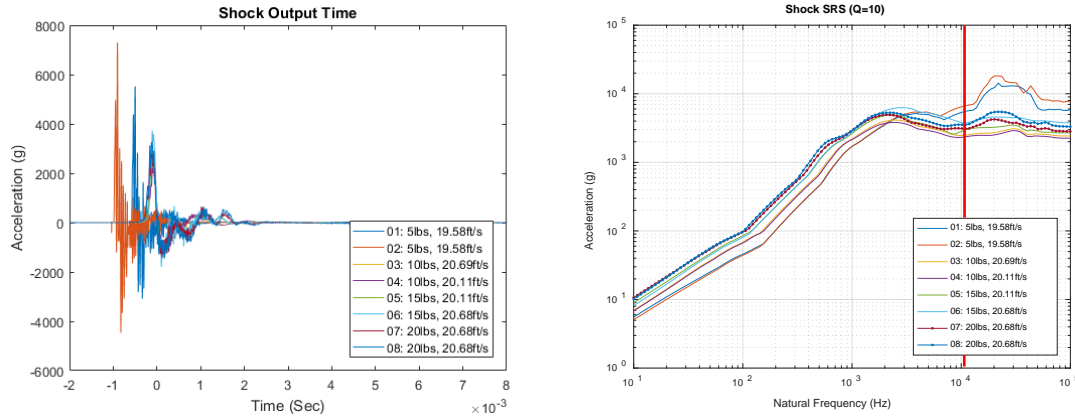 Shock Output Time
8000
6000
4000
2000
0
-2000
-4000
-6000
Acceleration (g)
-2 -1 0 1 2 3 4 5 6 7 8
Time (Sec)
×10⁻³
01: 5lbs, 19.58ft/s
02: 5lbs, 19.58ft/s
03: 10lbs, 20.69ft/s
04: 10lbs, 20.11ft/s
05: 15lbs, 20.11ft/s
06: 15lbs, 20.68ft/s
07: 20lbs, 20.68ft/s
08: 20lbs, 20.68ft/s
Shock SRS (Q=10)
10⁵
10⁴
10³
10²
10¹
10⁰
Acceleration (g)
10¹ 10² 10³ 10⁴ 10
Natural Frequency (Hz)
01: 5lbs, 19.58ft/s
02: 5lbs, 19.58ft/s
03: 10lbs, 20.69ft/s
04: 10lbs, 20.11ft/s
05: 15lbs, 20.11ft/s
06: 15lbs, 20.68ft/s
07: 20lbs, 20.68ft/s
08: 20lbs, 20.68ft/s